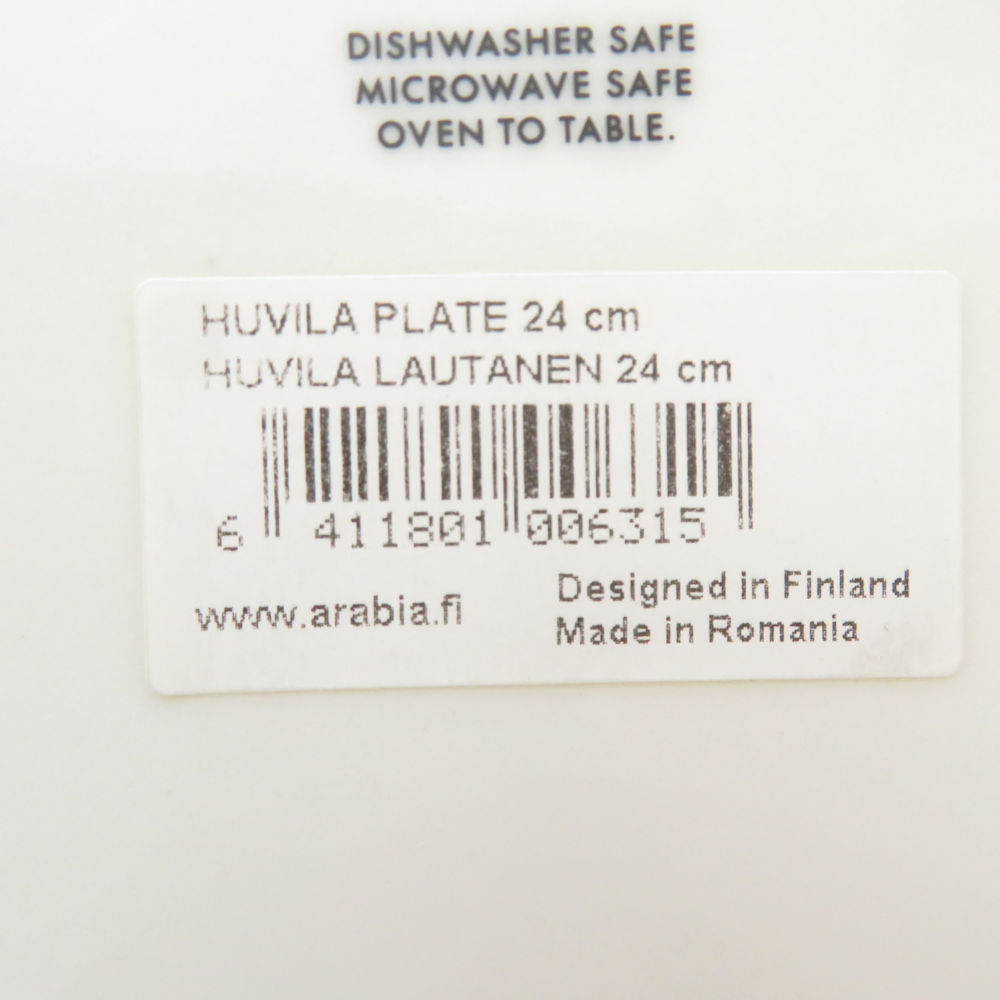 DISHWASHER SAFE
MICROWAVE SAFE
OVEN TO TABLE.
HUVILA PLATE 24 cm
HUVILA LAUTANEN 24 cm
6 411801 006315
www.arabia.fi
Designed in Finland
Made in Romania